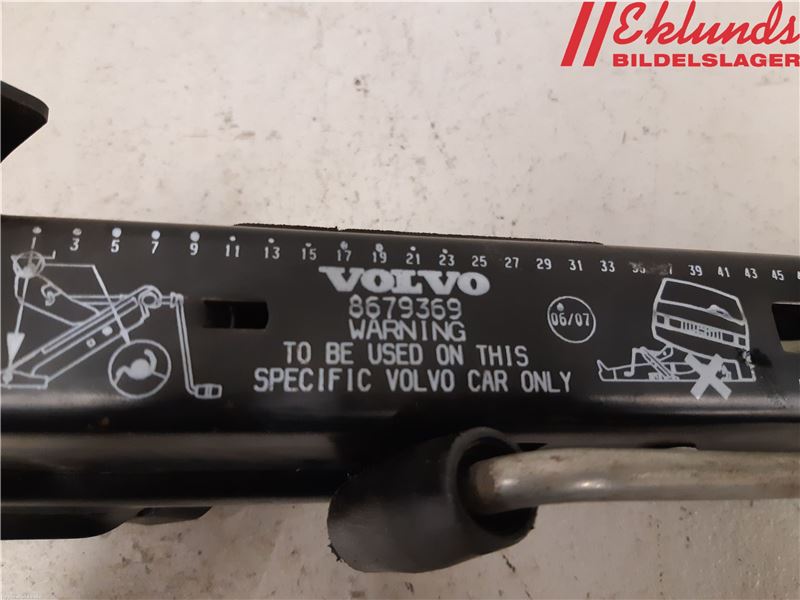 Eklunds
BILDELSLAGER
3 5 7 9 11 13 15 17 19 21 23 25 27 29 31 33 37 39 41 43 45
VOLVO
8679369
06/07
WARNING
TO BE USED ON THIS
SPECIFIC VOLVO CAR ONLY